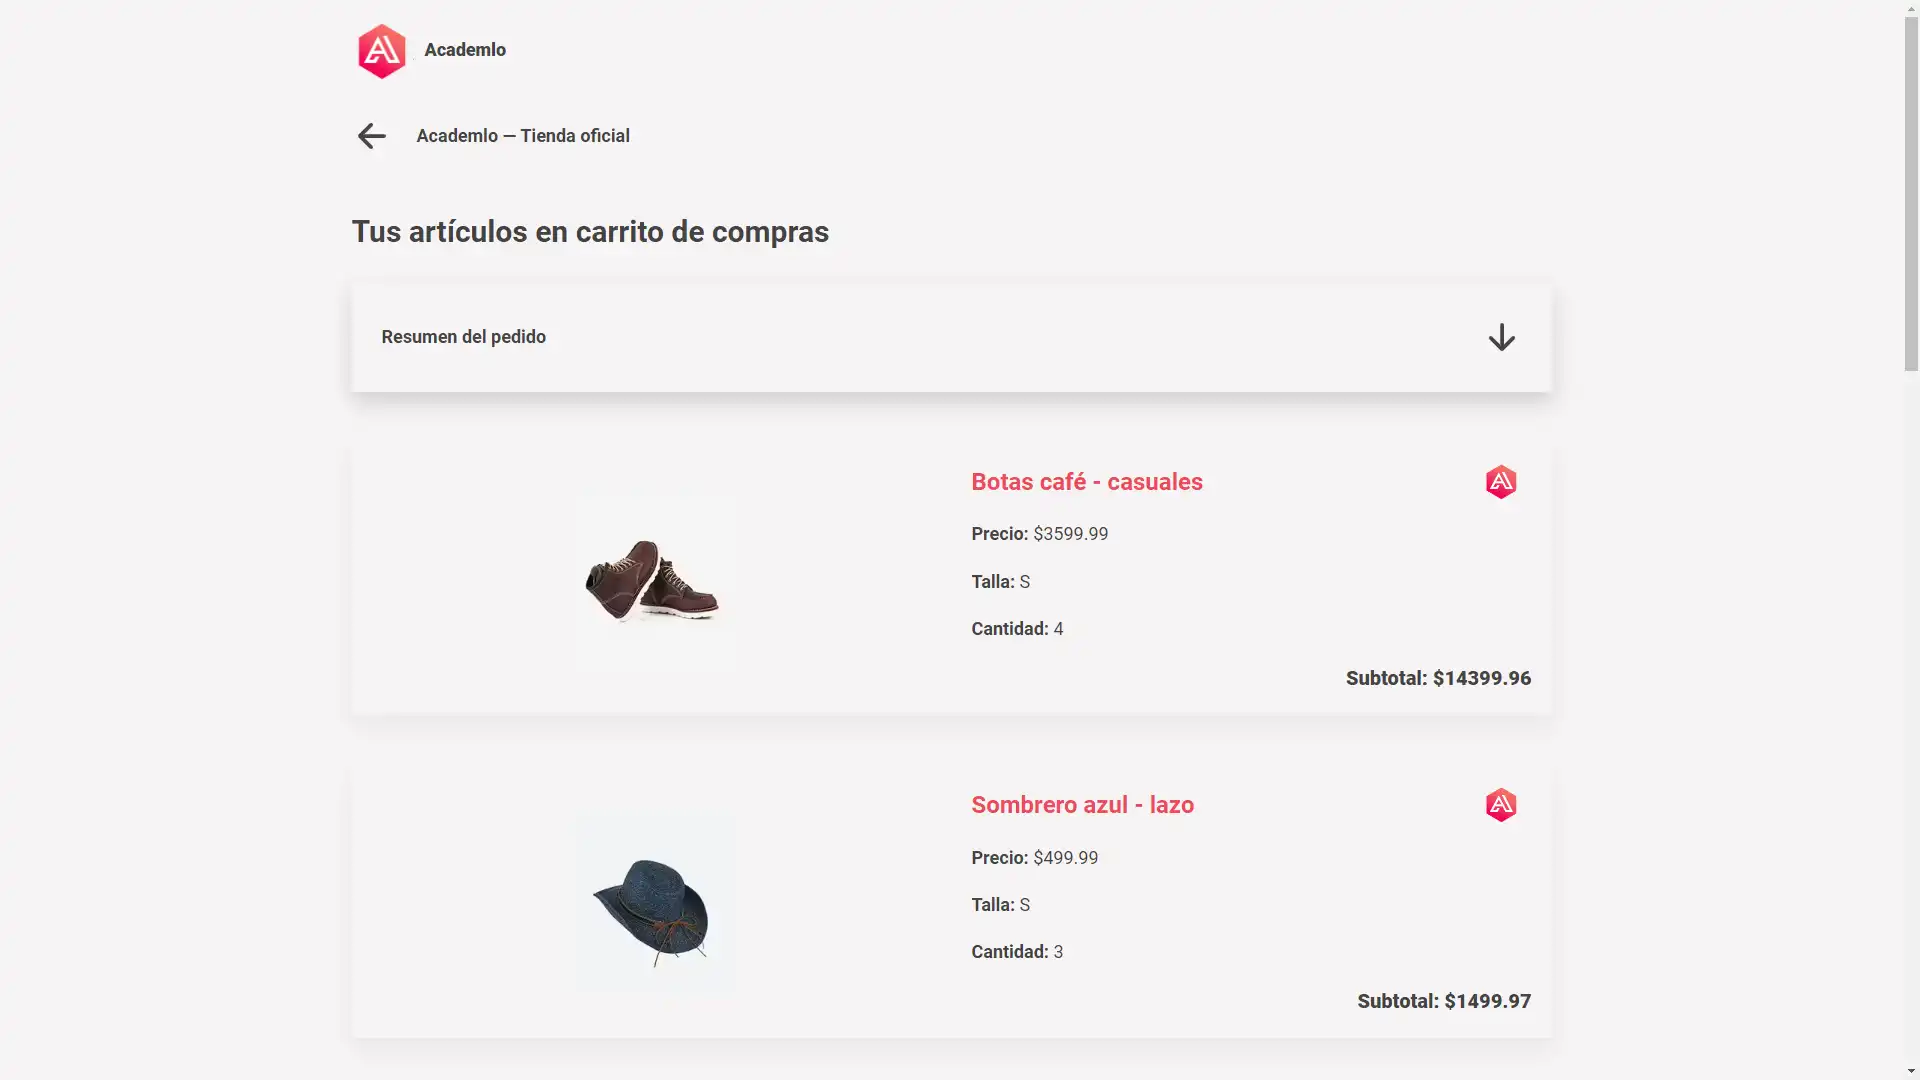 Academlo
Academlo — Tienda oficial
Tus artículos en carrito de compras
Resumen del pedido
Botas café - casuales
Precio: $3599.99
Talla: S
Cantidad: 4
Subtotal: $14399.96
Sombrero azul - lazo
Precio: $499.99
Talla: S
Cantidad: 3
Subtotal: $1499.97